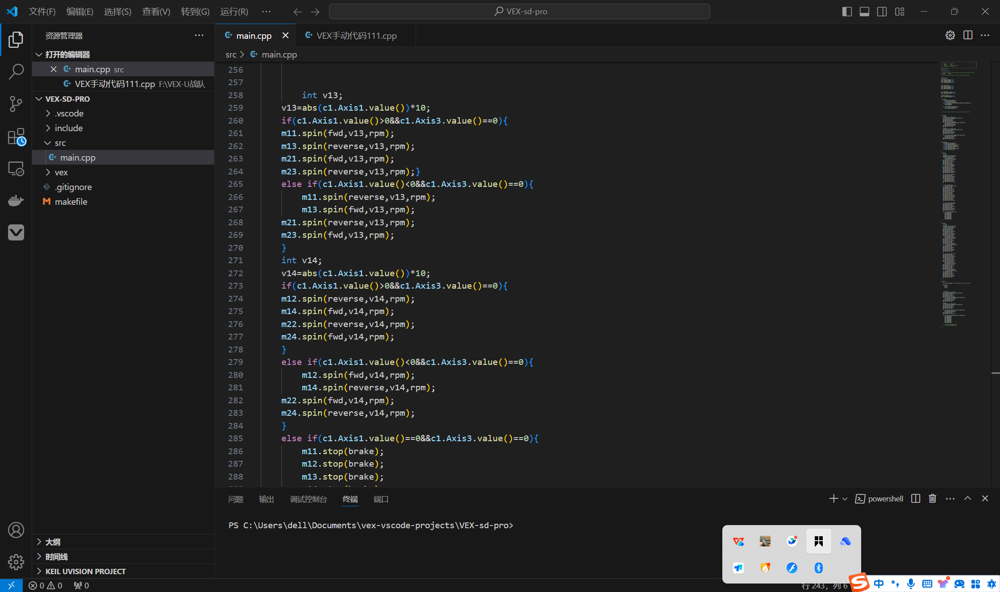 文件(F) 编辑(E) 选择(S) 查看(V) 转到(G) 运行(R) ··· VEX-sd-pro
资源管理器
打开的编辑器
main.cpp src
VEX手动代码111.cpp F:\VEX-U战队
VEX-SD-PRO
.vscode
include
src
main.cpp
vex
.gitignore
makefile
大纲
时间线
KEIL UVISION PROJECT
main.cpp VEX手动代码111.cpp
src > main.cpp
256
257
258 int v13;
259 v13=abs(c1.Axis1.value())*10;
260 if(c1.Axis1.value()>0&&c1.Axis3.value()==0){
261 m11.spin(fwd,v13,rpm);
262 m13.spin(reverse,v13,rpm);
263 m21.spin(fwd,v13,rpm);
264 m23.spin(reverse,v13,rpm);}
265 else if(c1.Axis1.value()<0&&c1.Axis3.value()==0){
266 m11.spin(reverse,v13,rpm);
267 m13.spin(fwd,v13,rpm);
268 m21.spin(reverse,v13,rpm);
269 m23.spin(fwd,v13,rpm);
270 }
271 int v14;
272 v14=abs(c1.Axis1.value())*10;
273 if(c1.Axis1.value()>0&&c1.Axis3.value()==0){
274 m12.spin(reverse,v14,rpm);
275 m14.spin(fwd,v14,rpm);
276 m22.spin(reverse,v14,rpm);
277 m24.spin(fwd,v14,rpm);
278 }
279 else if(c1.Axis1.value()<0&&c1.Axis3.value()==0){
280 m12.spin(fwd,v14,rpm);
281 m14.spin(reverse,v14,rpm);
282 m22.spin(fwd,v14,rpm);
283 m24.spin(reverse,v14,rpm);
284 }
285 else if(c1.Axis1.value()==0&&c1.Axis3.value()==0){
286 m11.stop(brake);
287 m12.stop(brake);
288 m13.stop(brake);
问题 输出 调试控制台 终端 端口 powershell
PS C:\Users\dell\Documents\vex-vscode-projects\VEX-sd-pro>
0 0 0 行 243, 列 6 中